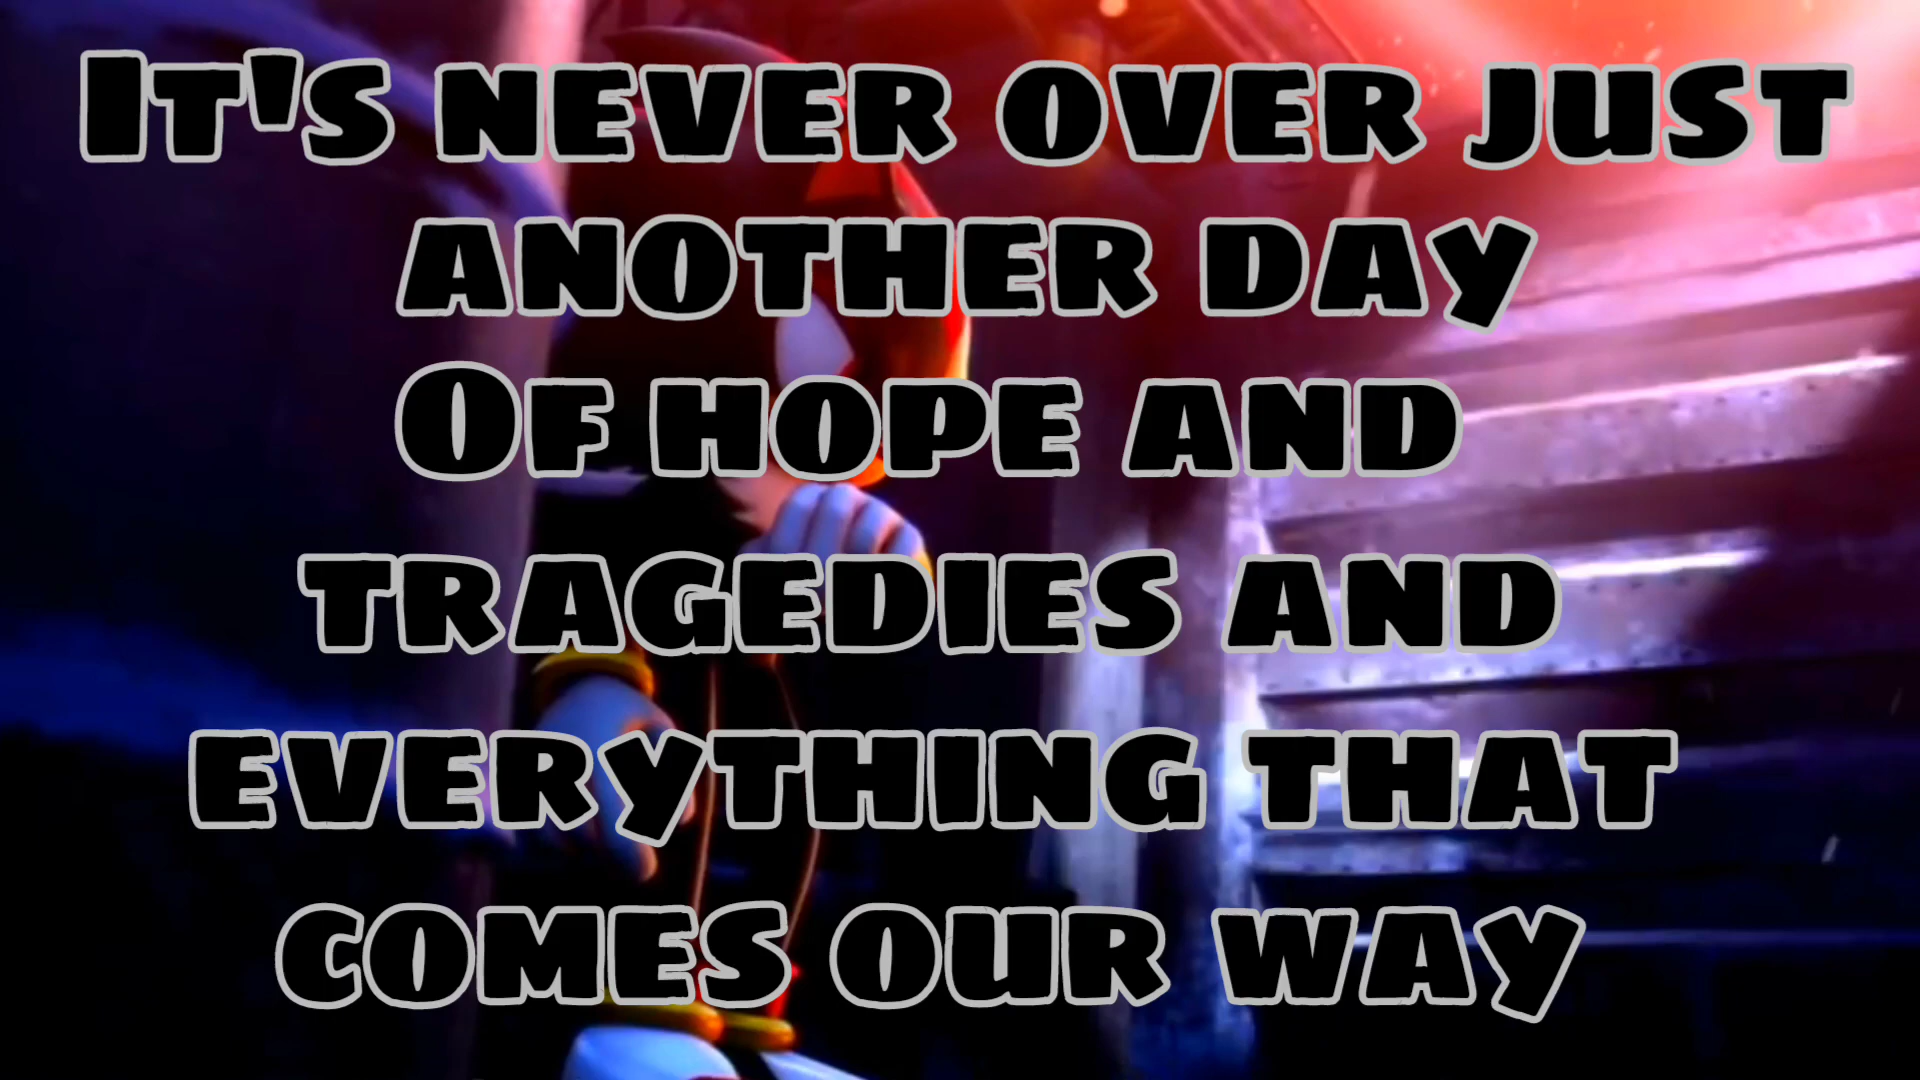 It's never over just
another day
Of hope and
tragedies and
everything that
comes our way